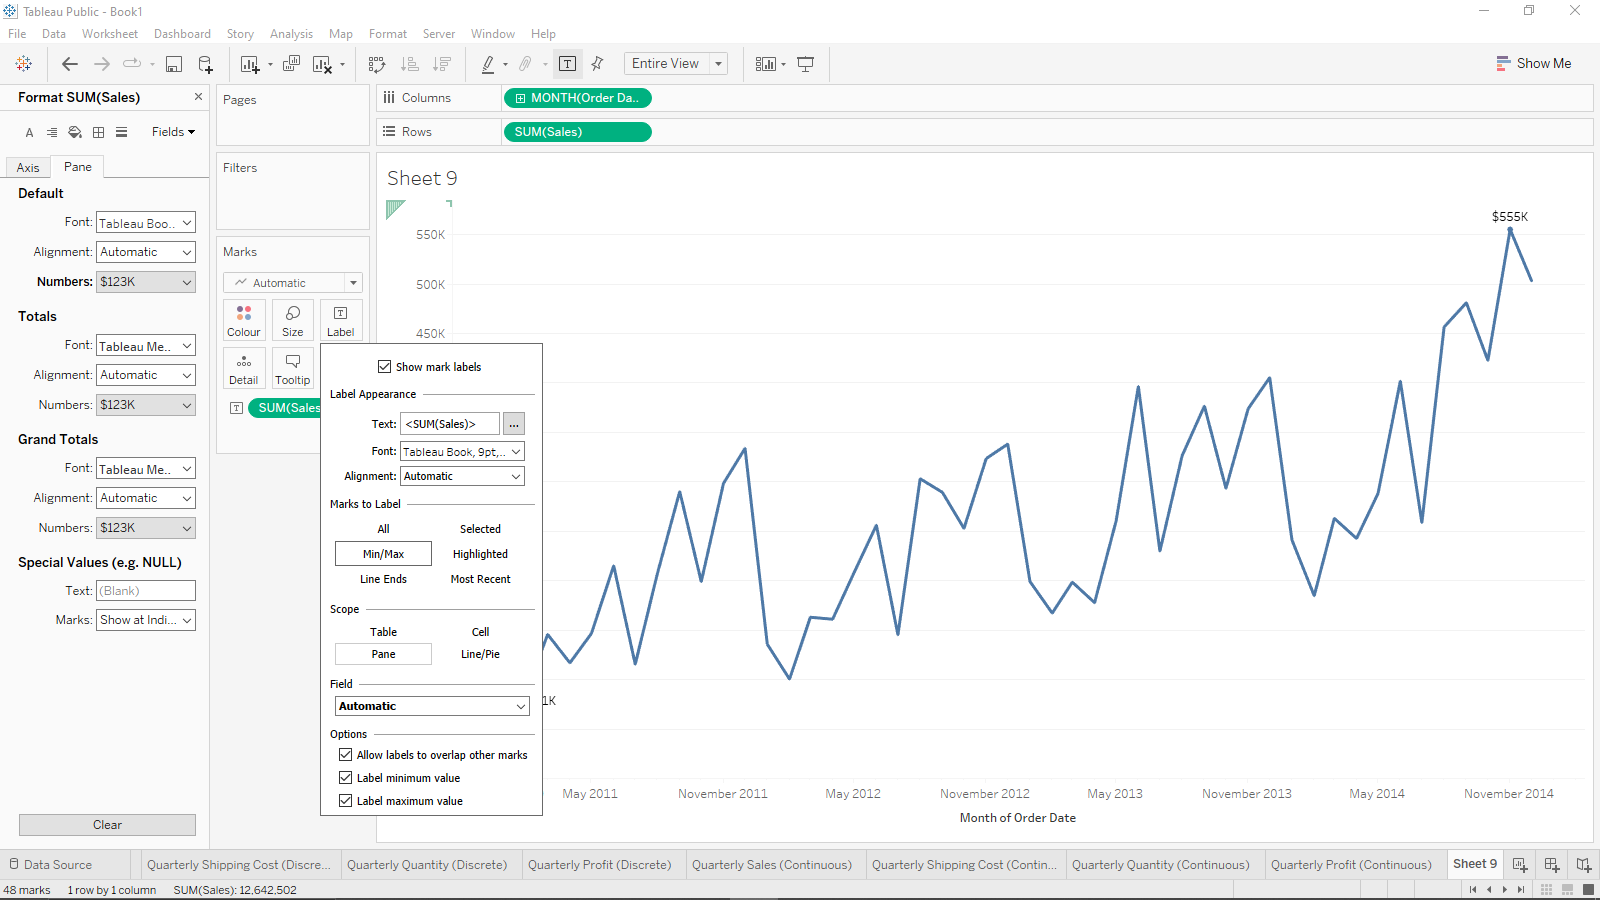 Tableau Public - Book1
File Data Worksheet Dashboard Story Analysis Map Format Server Window Help
Entire View
Show Me
Format SUM(Sales)
Fields
Axis Pane
Default
Font: Tableau Boo..
Alignment: Automatic
Numbers: $123K
Totals
Font: Tableau Me...
Alignment: Automatic
Numbers: $123K
Grand Totals
Font: Tableau Me...
Alignment: Automatic
Numbers: $123K
Special Values (e.g. NULL)
Text: (Blank)
Marks: Show at Indi...
Clear
Pages
Filters
Marks
Automatic
Colour Size Label
Detail Tooltip
SUM(Sales
Columns MONTH(Order Da..
Rows SUM(Sales)
Sheet 9
550K
500K
450K
$555K
1K
May 2011 November 2011 May 2012 November 2012 May 2013 November 2013 May 2014 November 2014
Month of Order Date
Show mark labels
Label Appearance
Text: <SUM(Sales)> ...
Font: Tableau Book, 9pt,..
Alignment: Automatic
Marks to Label
All Selected
Min/Max Highlighted
Line Ends Most Recent
Scope
Table Cell
Pane Line/Pie
Field
Automatic
Options
Allow labels to overlap other marks
Label minimum value
Label maximum value
Data Source Quarterly Shipping Cost (Discre... Quarterly Quantity (Discrete) Quarterly Profit (Discrete) Quarterly Sales (Continuous) Quarterly Shipping Cost (Contin... Quarterly Quantity (Continuous) Quarterly Profit (Continuous) Sheet 9
48 marks 1 row by 1 column SUM(Sales): 12,642,502